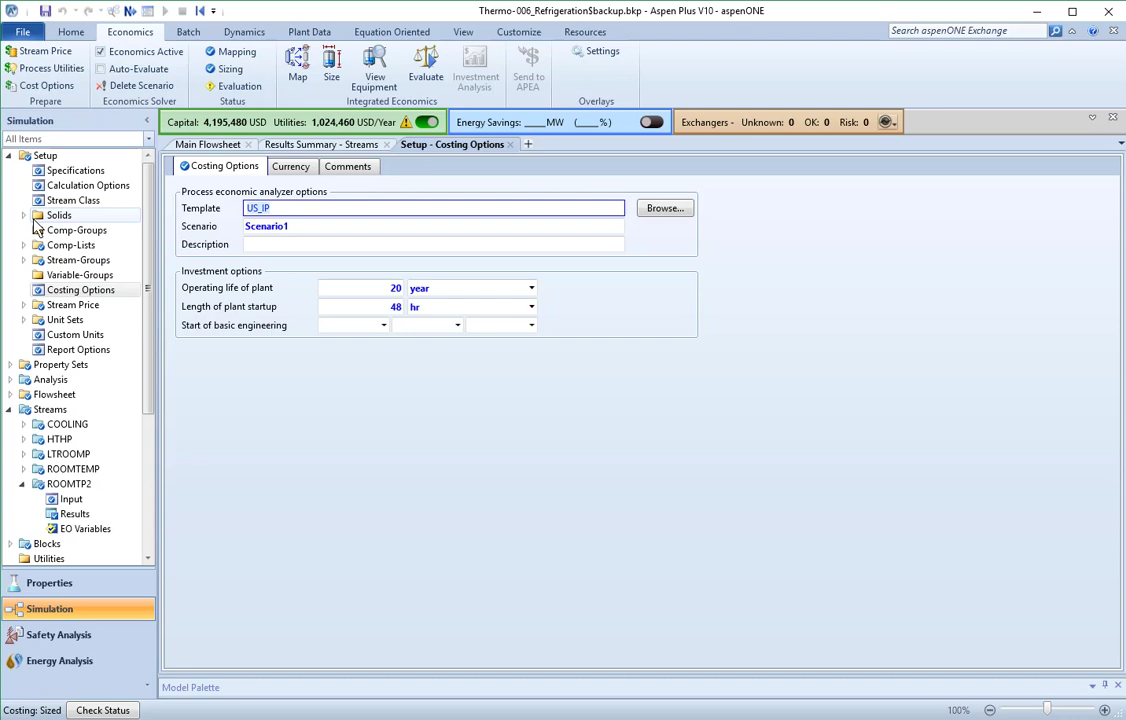 Thermo-006_Refrigeration$backup.bkp - Aspen Plus V10 - aspenONE
File Home Economics Batch Dynamics Plant Data Equation Oriented View Customize Resources Search aspenONE Exchange
Stream Price
Process Utilities
Cost Options
Prepare
Economics Active
Auto-Evaluate
Delete Scenario
Economics Solver
Mapping
Sizing
Evaluation
Status
Map
Size
View Equipment
Evaluate
Investment Analysis
Integrated Economics
Send to APEA
Settings
Overlays
Simulation
All Items
Capital: 4,195,480 USD Utilities: 1,024,460 USD/Year
Energy Savings: ____MW (____%)
Exchangers - Unknown: 0 OK: 0 Risk: 0
Main Flowsheet Results Summary - Streams Setup - Costing Options +
Setup
Specifications
Calculation Options
Stream Class
Solids
Comp-Groups
Comp-Lists
Stream-Groups
Variable-Groups
Costing Options
Stream Price
Unit Sets
Custom Units
Report Options
Property Sets
Analysis
Flowsheet
Streams
COOLING
HTHP
LTROOMP
ROOMTEMP
ROOMTP2
Input
Results
EO Variables
Blocks
Utilities
Properties
Simulation
Safety Analysis
Energy Analysis
Costing Options Currency Comments
Process economic analyzer options
Template US_IP Browse...
Scenario Scenario1
Description
Investment options
Operating life of plant 20 year
Length of plant startup 48 hr
Start of basic engineering
Model Palette
Costing: Sized Check Status 100%